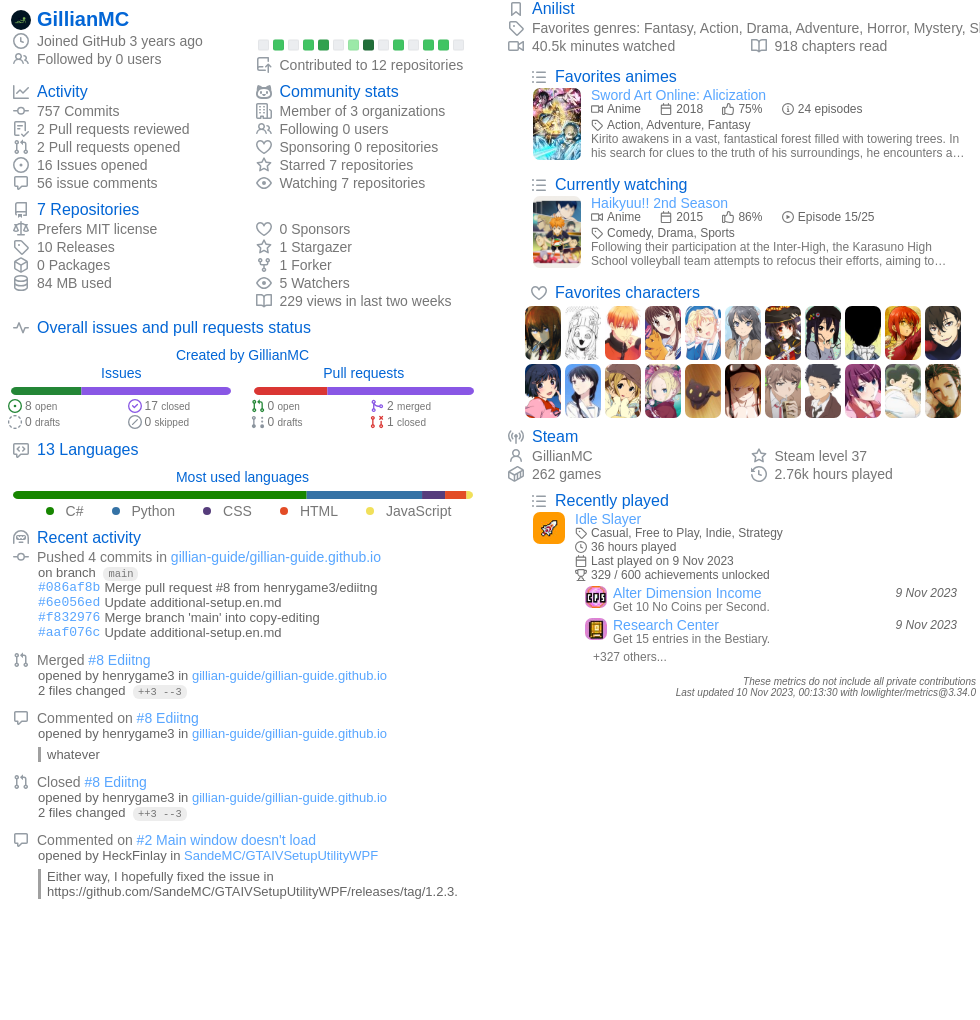 GillianMC
Joined GitHub 3 years ago
Followed by 0 users
Contributed to 12 repositories
Activity
757 Commits
2 Pull requests reviewed
2 Pull requests opened
16 Issues opened
56 issue comments
Community stats
Member of 3 organizations
Following 0 users
Sponsoring 0 repositories
Starred 7 repositories
Watching 7 repositories
7 Repositories
Prefers MIT license
10 Releases
0 Packages
84 MB used
0 Sponsors
1 Stargazer
1 Forker
5 Watchers
229 views in last two weeks
Overall issues and pull requests status
Created by GillianMC
Issues
8 open
17 closed
0 drafts
0 skipped
Pull requests
0 open
2 merged
0 drafts
1 closed
13 Languages
Most used languages
C# Python CSS HTML JavaScript
Recent activity
Pushed 4 commits in gillian-guide/gillian-guide.github.io
on branch main
#086af8b Merge pull request #8 from henrygame3/ediitng
#6e056ed Update additional-setup.en.md
#f832976 Merge branch 'main' into copy-editing
#aaf076c Update additional-setup.en.md
Merged #8 Ediitng
opened by henrygame3 in gillian-guide/gillian-guide.github.io
2 files changed ++3 --3
Commented on #8 Ediitng
opened by henrygame3 in gillian-guide/gillian-guide.github.io
whatever
Closed #8 Ediitng
opened by henrygame3 in gillian-guide/gillian-guide.github.io
2 files changed ++3 --3
Commented on #2 Main window doesn't load
opened by HeckFinlay in SandeMC/GTAIVSetupUtilityWPF
Either way, I hopefully fixed the issue in
https://github.com/SandeMC/GTAIVSetupUtilityWPF/releases/tag/1.2.3.
Anilist
Favorites genres: Fantasy, Action, Drama, Adventure, Horror, Mystery,
40.5k minutes watched
918 chapters read
Favorites animes
Sword Art Online: Alicization
Anime 2018 75% 24 episodes
Action, Adventure, Fantasy
Kirito awakens in a vast, fantastical forest filled with towering trees. In
his search for clues to the truth of his surroundings, he encounters a…
Currently watching
Haikyuu!! 2nd Season
Anime 2015 86% Episode 15/25
Comedy, Drama, Sports
Following their participation at the Inter-High, the Karasuno High
School volleyball team attempts to refocus their efforts, aiming to…
Favorites characters
Steam
GillianMC
Steam level 37
262 games
2.76k hours played
Recently played
Idle Slayer
Casual, Free to Play, Indie, Strategy
36 hours played
Last played on 9 Nov 2023
329 / 600 achievements unlocked
Alter Dimension Income 9 Nov 2023
Get 10 No Coins per Second.
Research Center 9 Nov 2023
Get 15 entries in the Bestiary.
+327 others...
These metrics do not include all private contributions
Last updated 10 Nov 2023, 00:13:30 with lowlighter/metrics@3.34.0